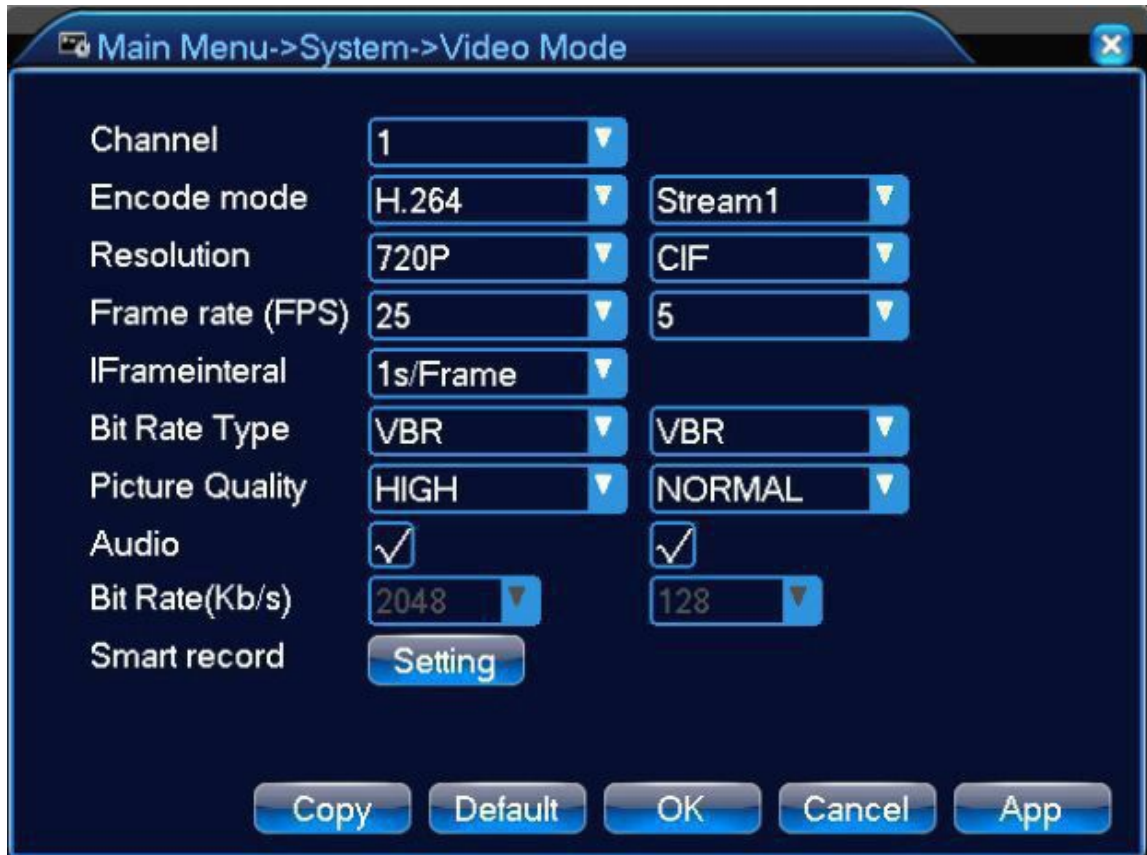 Main Menu->System->Video Mode
Channel 1
Encode mode H.264 Stream1
Resolution 720P CIF
Frame rate (FPS) 25 5
IFrameinteral 1s/Frame
Bit Rate Type VBR VBR
Picture Quality HIGH NORMAL
Audio
Bit Rate(Kb/s) 2048 128
Smart record Setting
Copy Default OK Cancel App